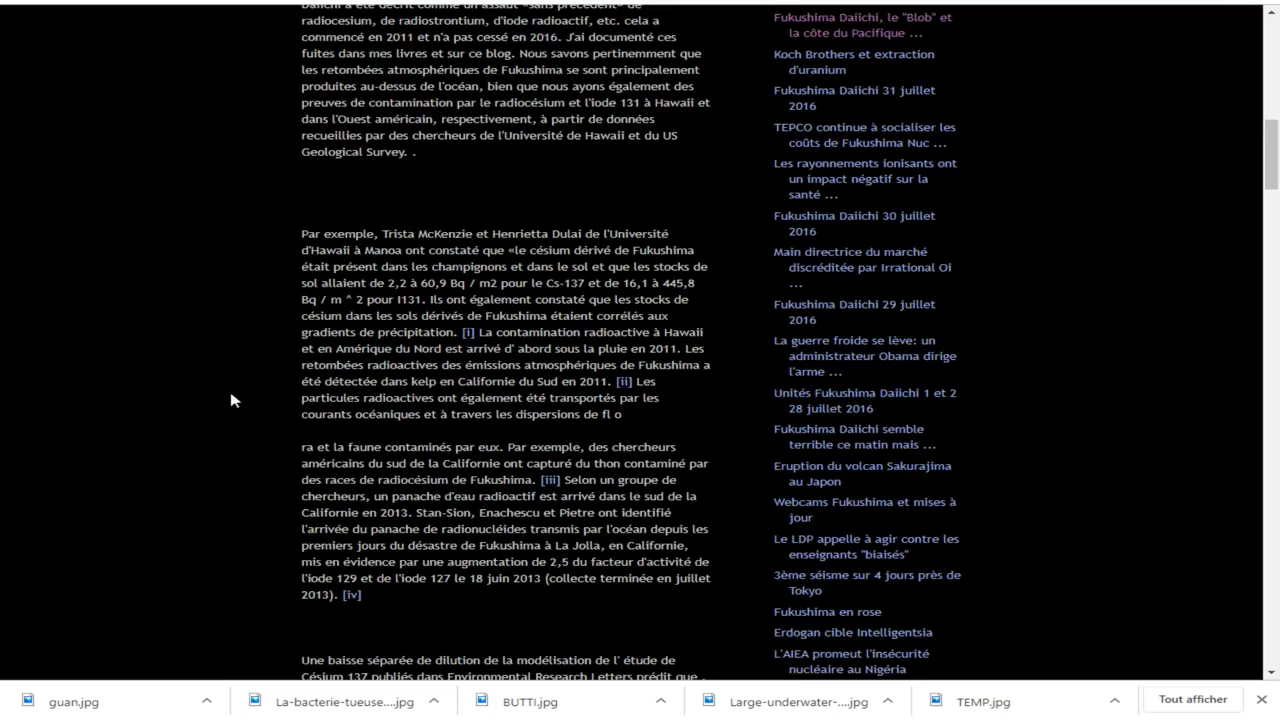 Daiichi a été décrit comme un assaut «sans précédent» de
radiocesium, de radiostrontium, d'iode radioactif, etc. cela a
commencé en 2011 et n'a pas cessé en 2016. J'ai documenté ces
fuites dans mes livres et sur ce blog. Nous savons pertinemment que
les retombées atmosphériques de Fukushima se sont principalement
produites au-dessus de l'océan, bien que nous ayons également des
preuves de contamination par le radiocésium et l'iode 131 à Hawaii et
dans l'Ouest américain, respectivement, à partir de données
recueillies par des chercheurs de l'Université de Hawaii et du US
Geological Survey. .
Par exemple, Trista McKenzie et Henrietta Dulai de l'Université
d'Hawaii à Manoa ont constaté que «le césium dérivé de Fukushima
était présent dans les champignons et dans le sol et que les stocks de
sol allaient de 2,2 à 60,9 Bq / m2 pour le Cs-137 et de 16,1 à 445,8
Bq / m ^ 2 pour I131. Ils ont également constaté que les stocks de
césium dans les sols dérivés de Fukushima étaient corrélés aux
gradients de précipitation. [i] La contamination radioactive à Hawaii
et en Amérique du Nord est arrivé d' abord sous la pluie en 2011. Les
retombées radioactives des émissions atmosphériques de Fukushima a
été détectée dans kelp en Californie du Sud en 2011. [ii] Les
particules radioactives ont également été transportés par les
courants océaniques et à travers les dispersions de fl o
ra et la faune contaminés par eux. Par exemple, des chercheurs
américains du sud de la Californie ont capturé du thon contaminé par
des races de radiocésium de Fukushima. [iii] Selon un groupe de
chercheurs, un panache d'eau radioactif est arrivé dans le sud de la
Californie en 2013. Stan-Sion, Enachescu et Pietre ont identifié
l'arrivée du panache de radionucléides transmis par l'océan depuis les
premiers jours du désastre de Fukushima à La Jolla, en Californie,
mis en évidence par une augmentation de 2,5 du facteur d'activité de
l'iode 129 et de l'iode 127 le 18 juin 2013 (collecte terminée en juillet
2013). [iv]
Une baisse séparée de dilution de la modélisation de l' étude de
Césium 137 publiés dans Environmental Research Letters prédit que .
Fukushima Daiichi, le "Blob" et
la côte du Pacifique ...
Koch Brothers et extraction
d'uranium
Fukushima Daiichi 31 juillet
2016
TEPCO continue à socialiser les
coûts de Fukushima Nuc ...
Les rayonnements ionisants ont
un impact négatif sur la
santé ...
Fukushima Daiichi 30 juillet
2016
Main directrice du marché
discréditée par Irrational Oi
...
Fukushima Daiichi 29 juillet
2016
La guerre froide se lève: un
administrateur Obama dirige
l'arme ...
Unités Fukushima Daiichi 1 et 2
28 juillet 2016
Fukushima Daiichi semble
terrible ce matin mais ...
Eruption du volcan Sakurajima
au Japon
Webcams Fukushima et mises à
jour
Le LDP appelle à agir contre les
enseignants "biaisés"
3ème séisme sur 4 jours près de
Tokyo
Fukushima en rose
Erdogan cible Intelligentsia
L'AIEA promeut l'insécurité
nucléaire au Nigéria
guan.jpg
La-bacterie-tueuse....jpg
BUTTI.jpg
Large-underwater-....jpg
TEMP.jpg
Tout afficher